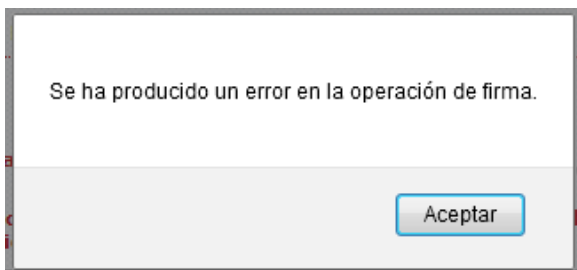 Se ha producido un error en la operación de firma.
Aceptar